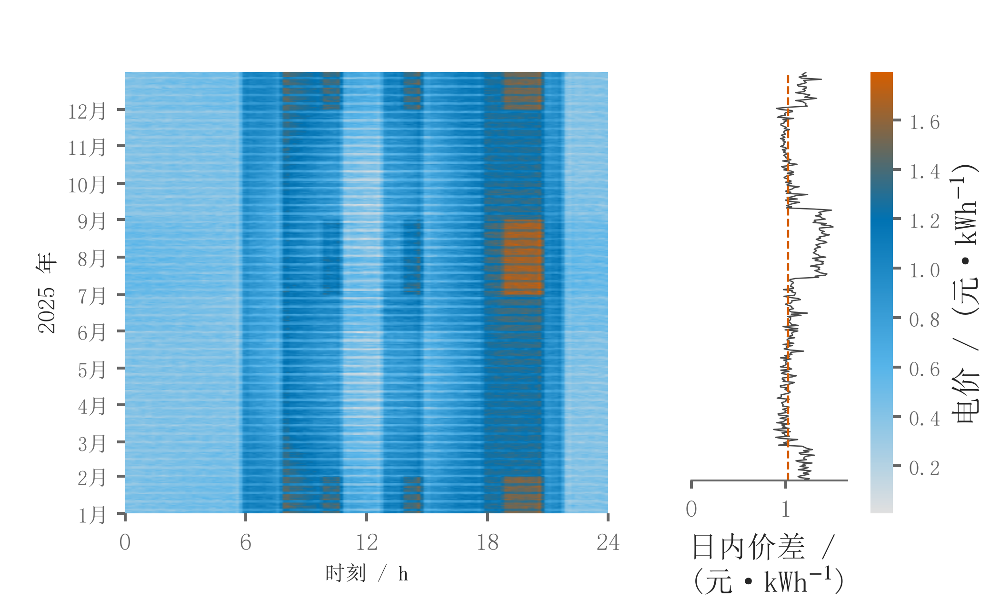 12月
11月
10月
9月
8月
7月
6月
5月
4月
3月
2月
1月
2025 年
0 6 12 18 24
时刻 / h
0 1
日内价差 /
(元·kWh⁻¹)
1.6
1.4
1.2
1.0
0.8
0.6
0.4
0.2
电价 / (元·kWh⁻¹)